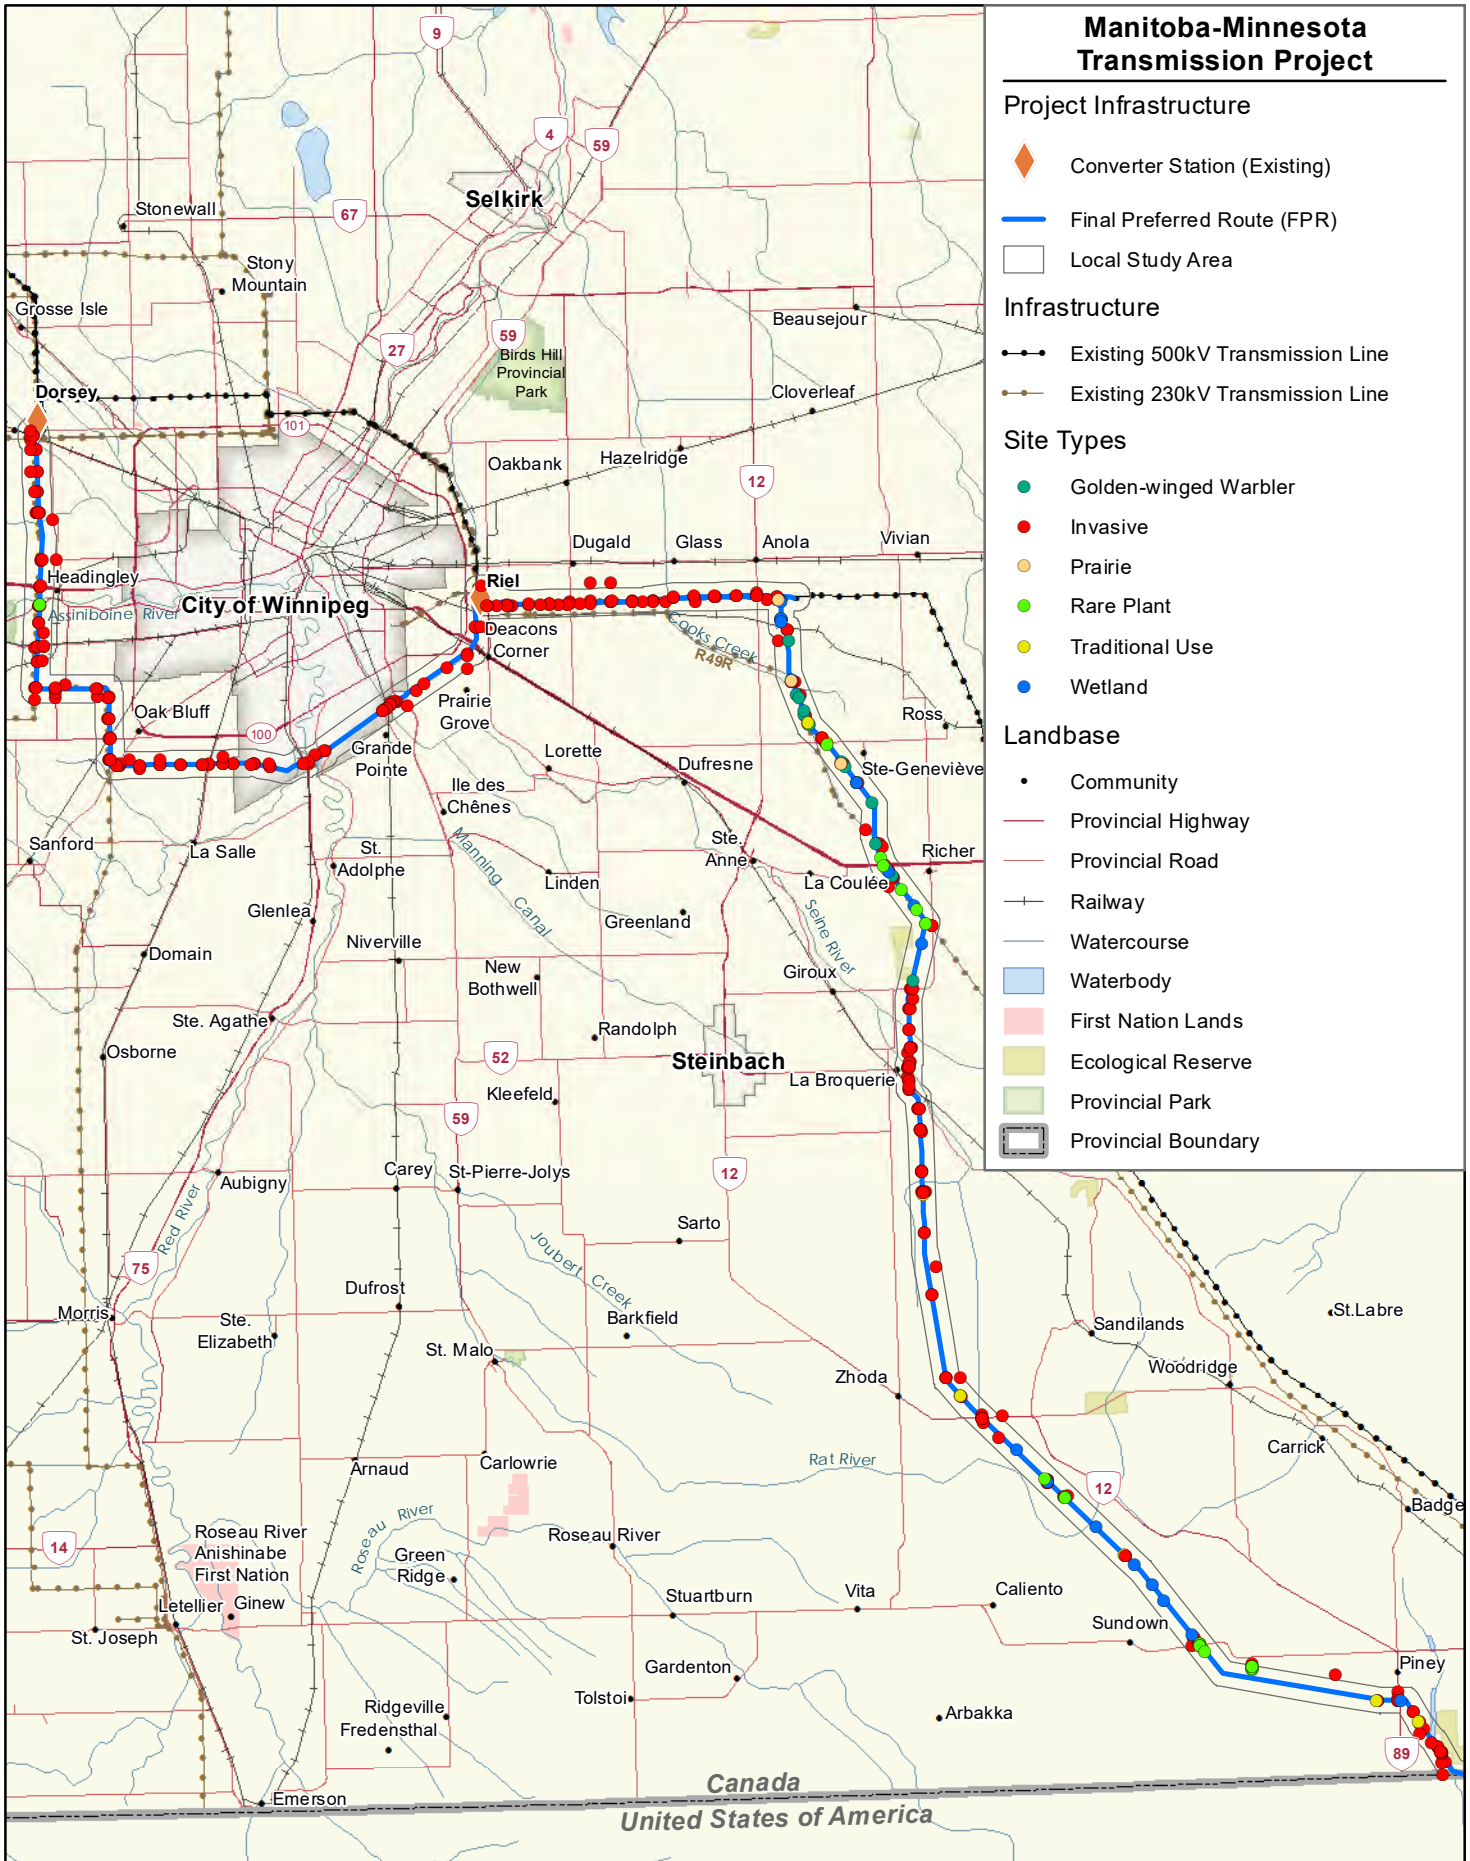 Manitoba-Minnesota
Transmission Project
Project Infrastructure
Converter Station (Existing)
Final Preferred Route (FPR)
Local Study Area
Infrastructure
Existing 500kV Transmission Line
Existing 230kV Transmission Line
Site Types
Golden-winged Warbler
Invasive
Prairie
Rare Plant
Traditional Use
Wetland
Landbase
Community
Provincial Highway
Provincial Road
Railway
Watercourse
Waterbody
First Nation Lands
Ecological Reserve
Provincial Park
Provincial Boundary
9
4
59
Selkirk
Stonewall
67
Stony
Mountain
Grosse Isle
Beausejour
59
27
Birds Hill
Provincial
Park
Dorsey
Cloverleaf
101
Oakbank
Hazelridge
12
Dugald
Glass
Anola
Vivian
Headingley
Riel
City of Winnipeg
Assiniboine River
Deacons
Corner
Cooks Creek
R49R
Prairie
Grove
Oak Bluff
100
Ross
Grande
Pointe
Lorette
Dufresne
Ste-Geneviève
Ile des
Chênes
Sanford
La Salle
St.
Adolphe
Manning Canal
Ste.
Anne
Richer
Linden
La Coulée
Glenlea
Greenland
Seine River
Domain
Niverville
New
Bothwell
Giroux
Ste. Agathe
Randolph
Osborne
52
Steinbach
La Broquerie
Kleefeld
59
12
Aubigny
Carey
St-Pierre-Jolys
Red River
Sarto
Joubert Creek
75
Dufrost
Morris
Ste.
Elizabeth
Barkfield
St.Labre
Sandilands
St. Malo
Woodridge
Zhoda
Carrick
Arnaud
Carlowrie
Rat River
12
Badge
Roseau River
14
Roseau River
Anishinabe
First Nation
Green
Ridge
Roseau River
Letellier
Ginew
Stuartburn
Vita
Caliento
St. Joseph
Sundown
Gardenton
Piney
Tolstoi
Ridgeville
Fredensthal
Arbakka
89
Canada
Emerson
United States of America